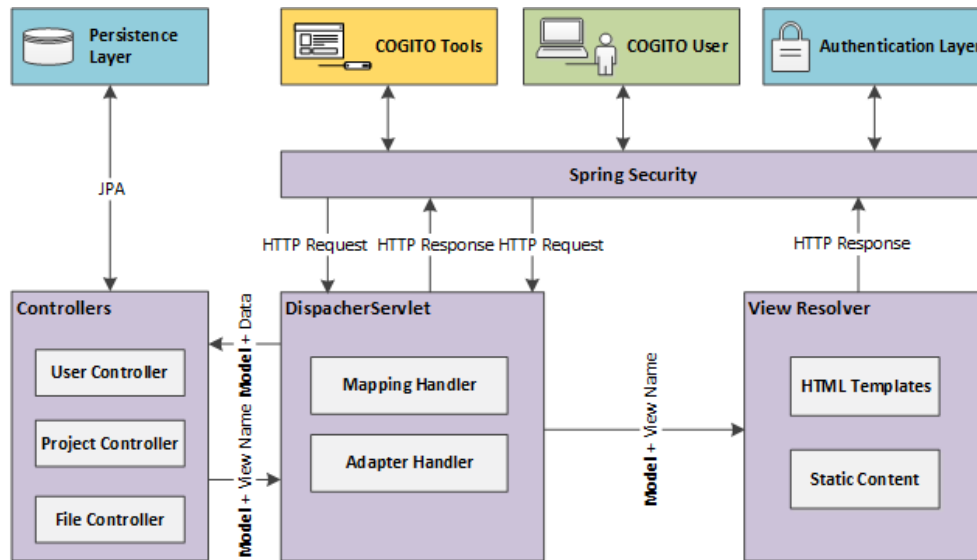 Persistence
Layer
COGITO Tools
COGITO User
Authentication Layer
Spring Security
JPA
HTTP Request
HTTP Response
HTTP Request
HTTP Response
Controllers
User Controller
Project Controller
File Controller
Model + Data
Model + View Name
DispacherServlet
Mapping Handler
Adapter Handler
Model + View Name
View Resolver
HTML Templates
Static Content